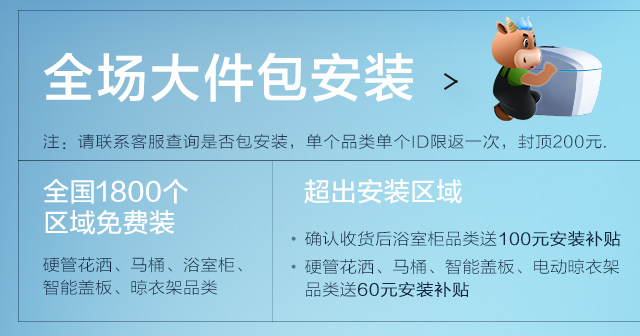 全场大件包安装 >
注：请联系客服查询是否包安装，单个品类单个ID限返一次，封顶200元.
全国1800个
区域免费装
硬管花洒、马桶、浴室柜、
智能盖板、晾衣架品类
超出安装区域
• 确认收货后浴室柜品类送100元安装补贴
• 硬管花洒、马桶、智能盖板、电动晾衣架
品类送60元安装补贴